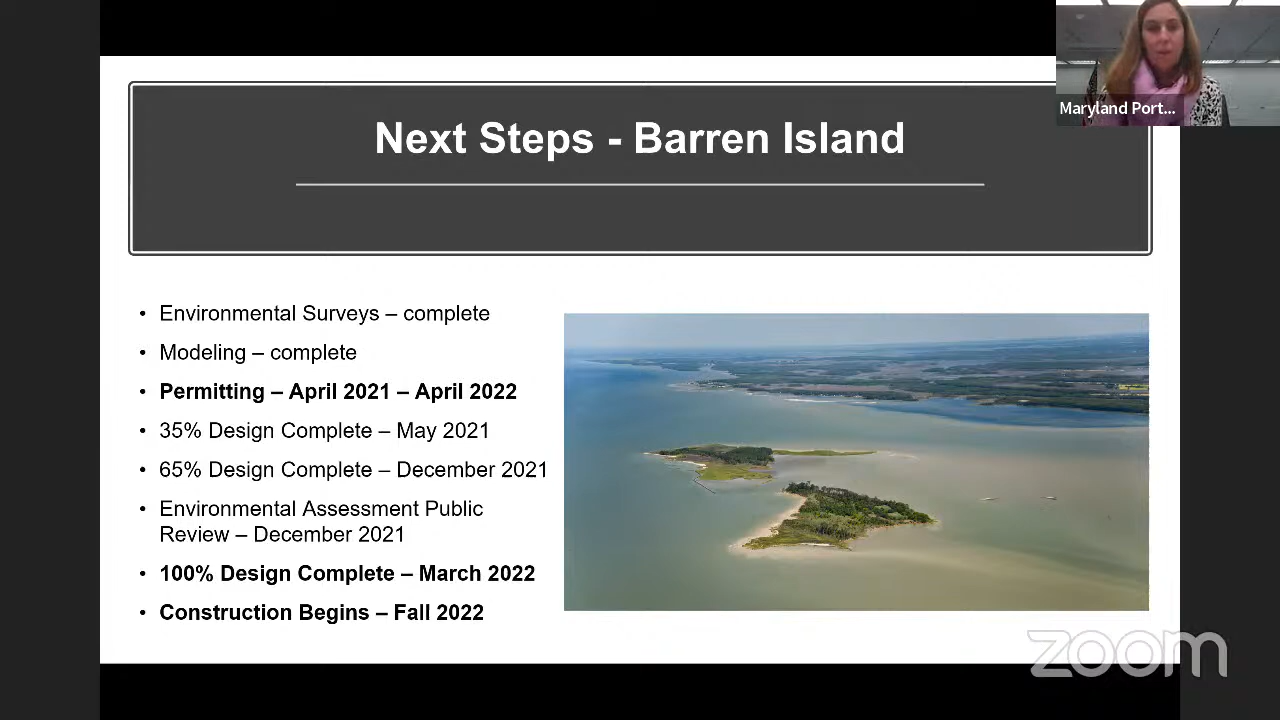 Maryland Port...
Next Steps - Barren Island
• Environmental Surveys – complete
• Modeling – complete
• Permitting – April 2021 – April 2022
• 35% Design Complete – May 2021
• 65% Design Complete – December 2021
• Environmental Assessment Public
Review – December 2021
• 100% Design Complete – March 2022
• Construction Begins – Fall 2022
zoom